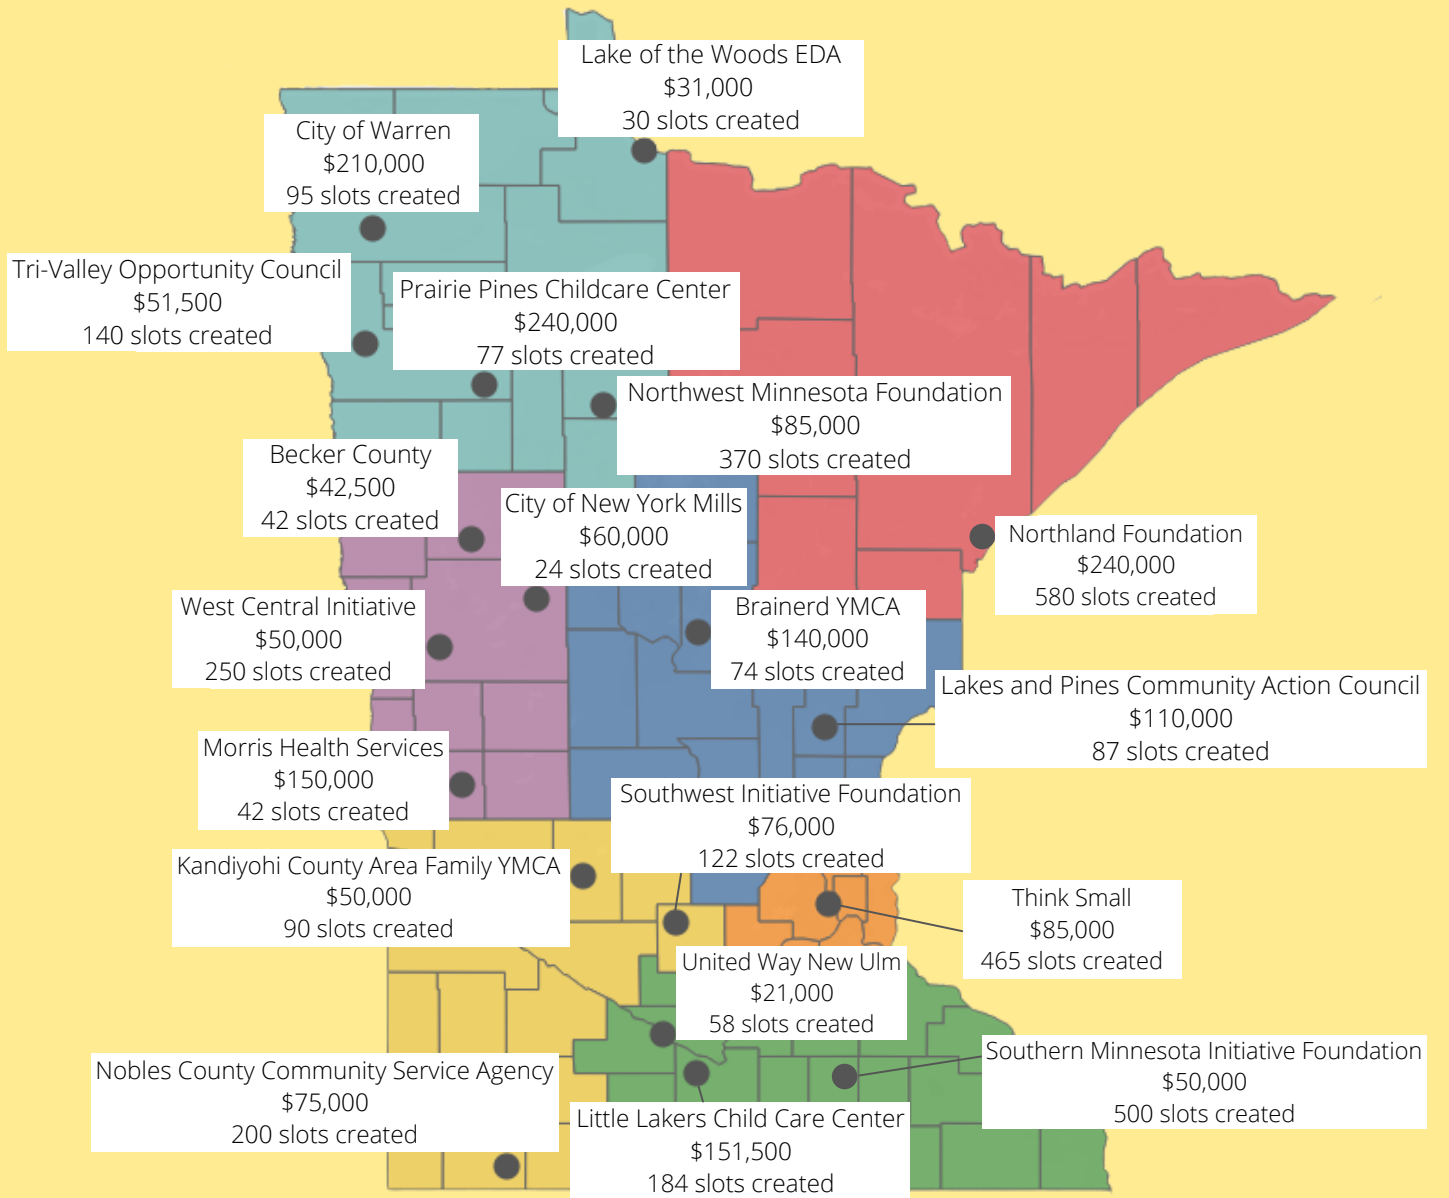 Lake of the Woods EDA
$31,000
30 slots created
City of Warren
$210,000
95 slots created
Tri-Valley Opportunity Council
$51,500
140 slots created
Prairie Pines Childcare Center
$240,000
77 slots created
Northwest Minnesota Foundation
$85,000
370 slots created
Becker County
$42,500
42 slots created
City of New York Mills
$60,000
24 slots created
Northland Foundation
$240,000
580 slots created
West Central Initiative
$50,000
250 slots created
Brainerd YMCA
$140,000
74 slots created
Lakes and Pines Community Action Council
$110,000
87 slots created
Morris Health Services
$150,000
42 slots created
Southwest Initiative Foundation
$76,000
122 slots created
Kandiyohi County Area Family YMCA
$50,000
90 slots created
Think Small
$85,000
465 slots created
United Way New Ulm
$21,000
58 slots created
Southern Minnesota Initiative Foundation
$50,000
500 slots created
Nobles County Community Service Agency
$75,000
200 slots created
Little Lakers Child Care Center
$151,500
184 slots created